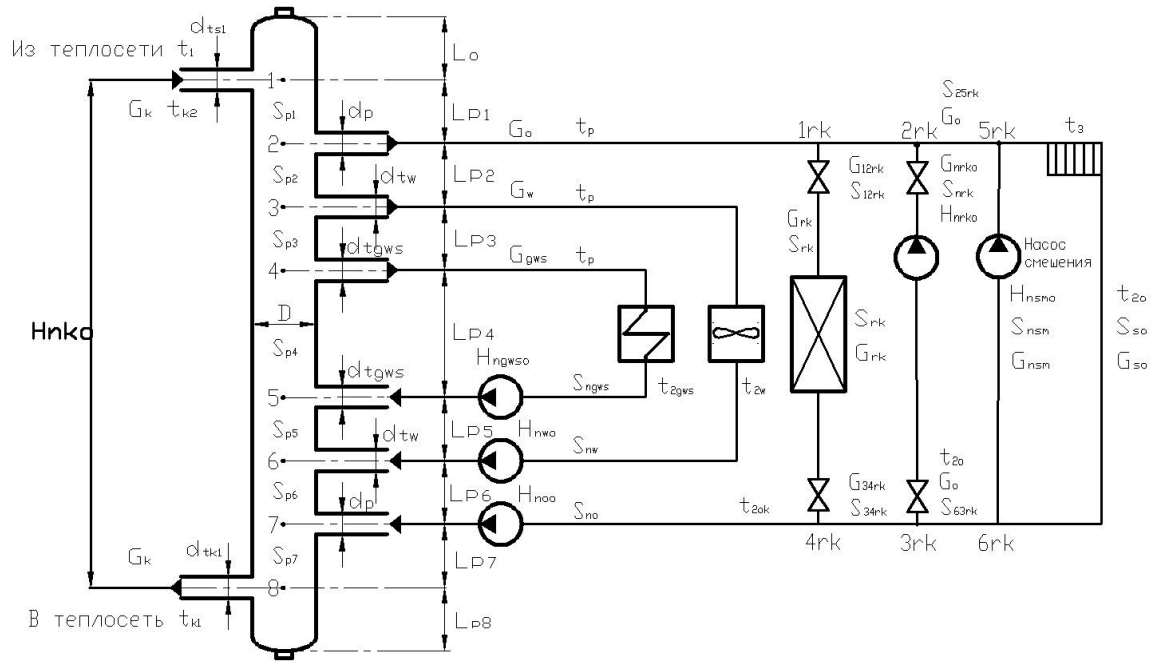 dts1
Из теплосети t1
Gk tk2
1
Sp1
2
Sp2
3
Sp3
4
D
Sp4
5
Sp5
6
Sp6
7
Sp7
8
Hnko
Gk
dtk1
В теплосеть tk1
Lo
Lp1
Lp2
Lp3
Lp4
Lp5
Lp6
Lp7
Lp8
dp
dtw
dtgws
dtgws
dtw
dp
Go tp
Gw tp
Ggws tp
Hngwso
Sngws
t2gws
t2w
Hnwo
Snw
Hnoo
Sno
t2ok
1rk
G12rk
S12rk
Grk
Srk
Srk
Grk
G34rk
S34rk
4rk
S25rk
Go
2rk
5rk
t3
Gnrko
Snrk
Hnrko
Насос
смешения
Hnsmo
Snsm
Gnsm
t2o
Sso
Gso
t2o
Go
S63rk
3rk
6rk